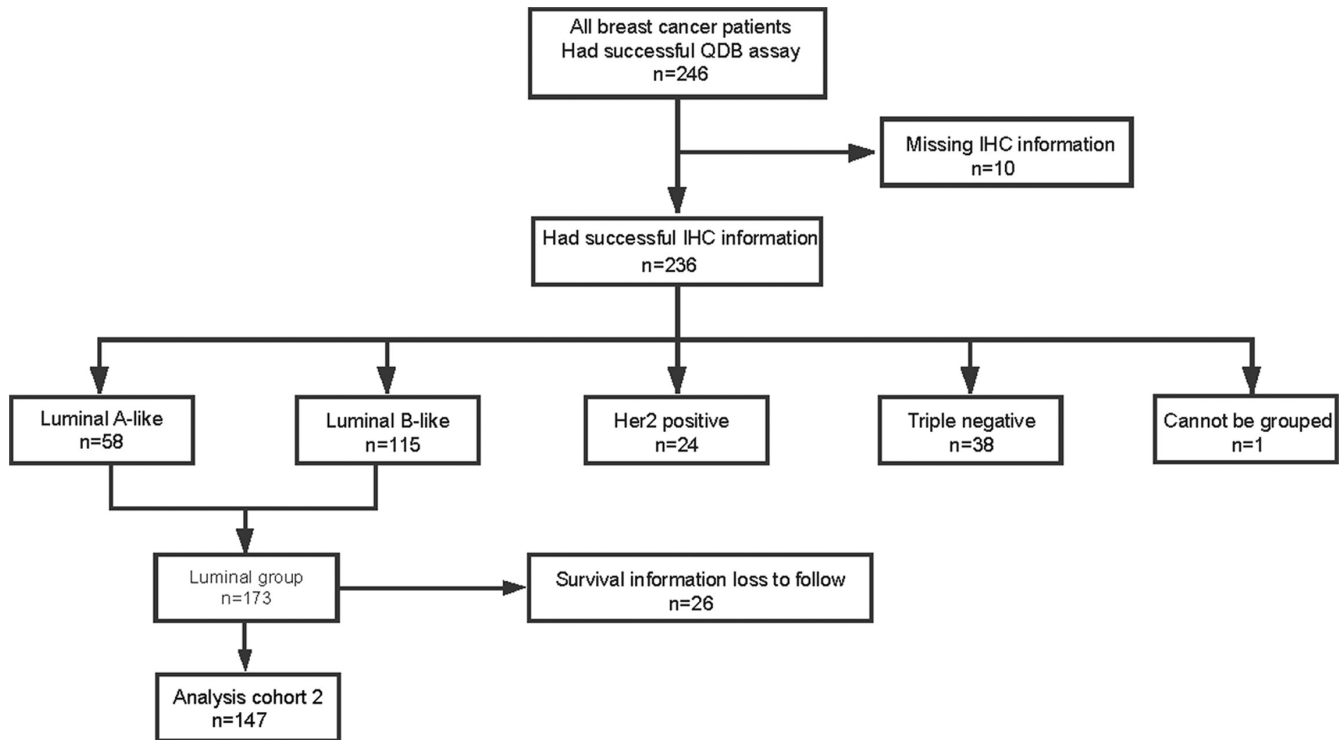 All breast cancer patients
Had successful QDB assay
n=246
Missing IHC information
n=10
Had successful IHC information
n=236
Luminal A-like
n=58
Luminal B-like
n=115
Her2 positive
n=24
Triple negative
n=38
Cannot be grouped
n=1
Luminal group
n=173
Survival information loss to follow
n=26
Analysis cohort 2
n=147